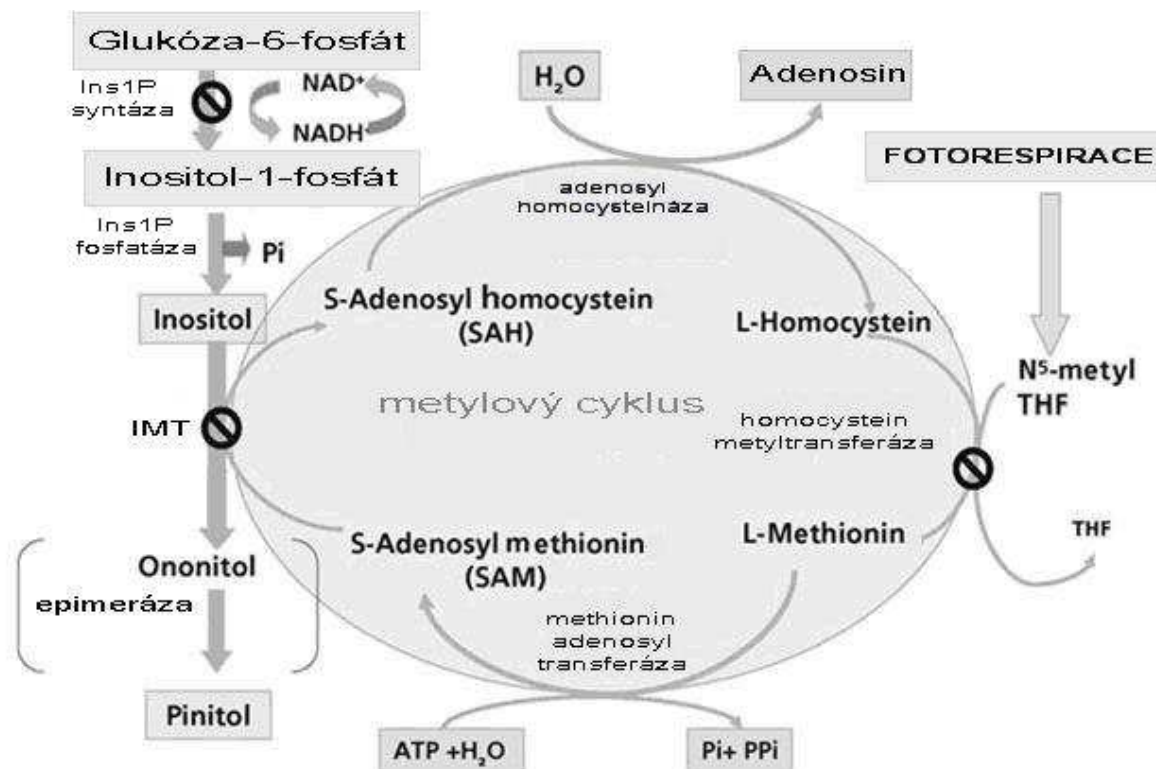 Glukóza-6-fosfát
Ins1P
syntáza
NAD⁺
NADH
Inositol-1-fosfát
Ins1P
fosfatáza
Pi
Inositol
IMT
Ononitol
epimeráza
Pinitol
H₂O
Adenosin
adenosyl
homocysteináza
S-Adenosyl homocystein
(SAH)
L-Homocystein
metylový cyklus
homocystein
metyltransferáza
S-Adenosyl methionin
(SAM)
L-Methionin
methionin
adenosyl
transferáza
ATP +H₂O
Pi+ PPi
FOTORESPIRACE
N⁵-metyl
THF
THF